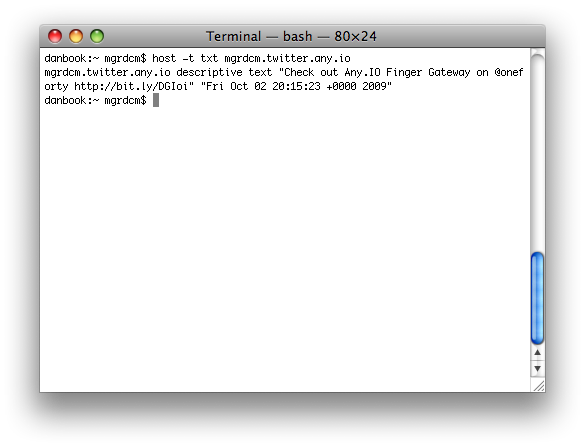 Terminal — bash — 80×24
danbook:~ mgrdcm$ host -t txt mgrdcm.twitter.any.io
mgrdcm.twitter.any.io descriptive text "Check out Any.IO Finger Gateway on @onef
orty http://bit.ly/DGIoi" "Fri Oct 02 20:15:23 +0000 2009"
danbook:~ mgrdcm$